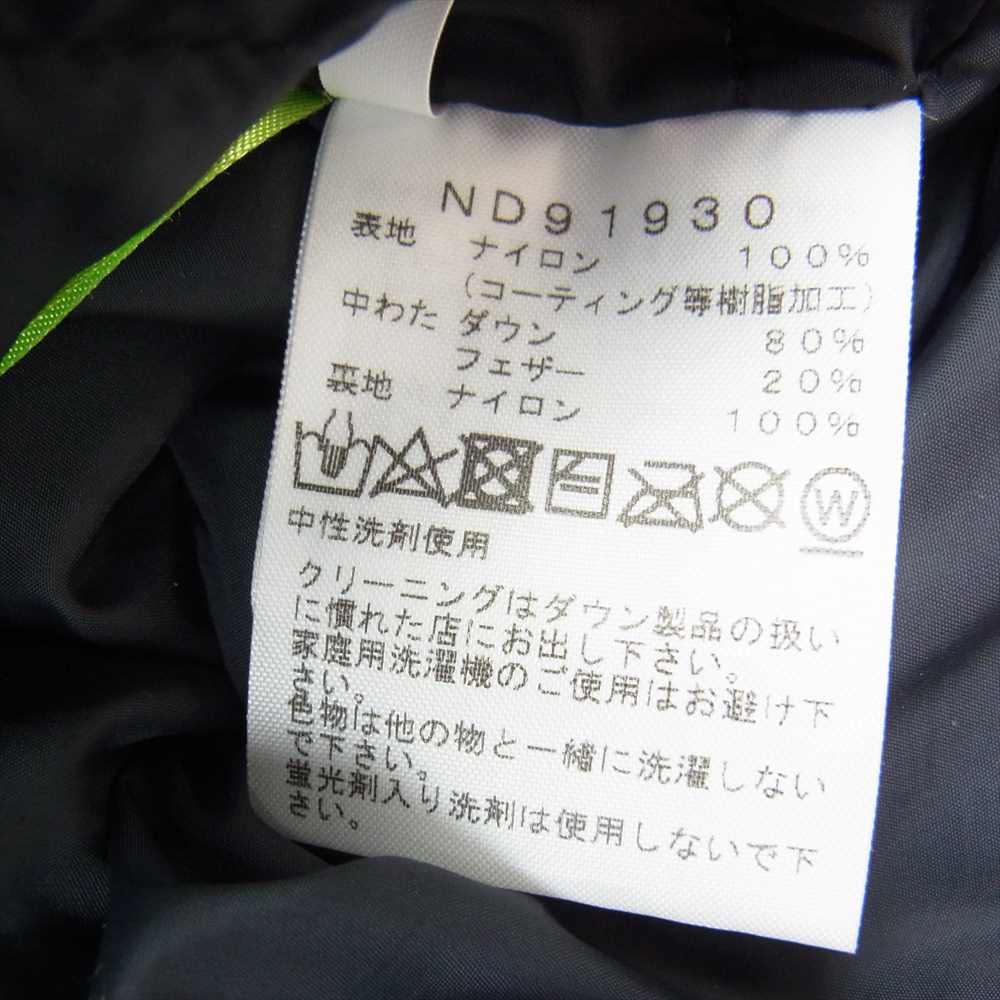 ND91930
表地 ナイロン 100%
(コーティング等樹脂加工)
中わた ダウン 80%
フェザー 20%
裏地 ナイロン 100%
W
中性洗剤使用
クリーニングはダウン製品の扱い
に慣れた店にお出し下さい。
家庭用洗濯機のご使用はお避け下
さい。
色物は他の物と一緒に洗濯しない
で下さい。
蛍光剤入り洗剤は使用しないで下
さい。